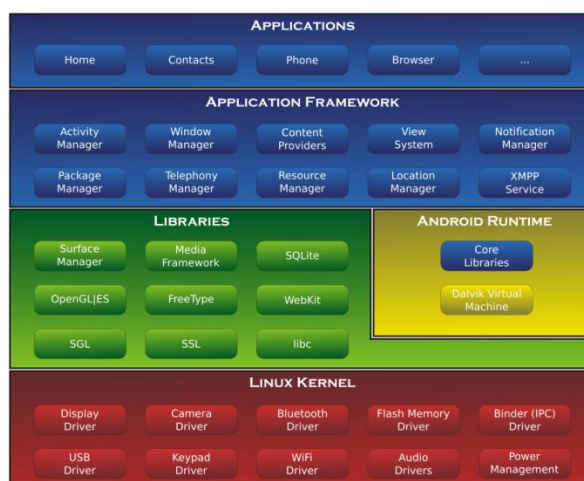 APPLICATIONS
Home
Contacts
Phone
Browser
...
APPLICATION FRAMEWORK
Activity
Manager
Window
Manager
Content
Providers
View
System
Notification
Manager
Package
Manager
Telephony
Manager
Resource
Manager
Location
Manager
XMPP
Service
LIBRARIES
Surface
Manager
Media
Framework
SQLite
OpenGL|ES
FreeType
WebKit
SGL
SSL
libc
ANDROID RUNTIME
Core
Libraries
Dalvik Virtual
Machine
LINUX KERNEL
Display
Driver
Camera
Driver
Bluetooth
Driver
Flash Memory
Driver
Binder (IPC)
Driver
USB
Driver
Keypad
Driver
WiFi
Driver
Audio
Drivers
Power
Management